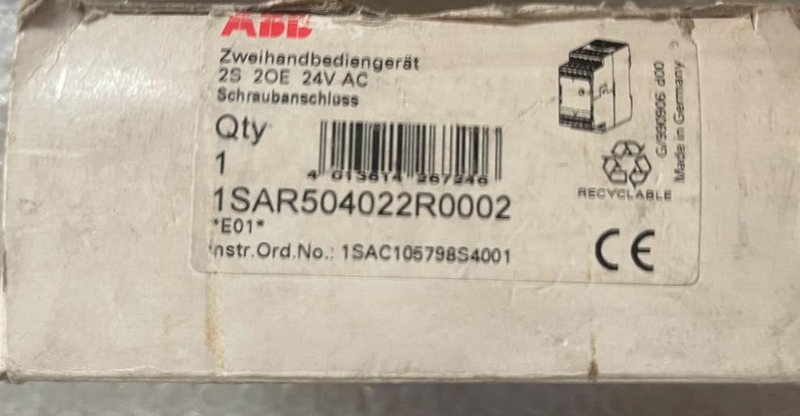 ABB
Zweihandbediengerät
2S 2OE 24V AC
Schraubanschluss
Qty
1
4 013614 267246
1SAR504022R0002
*E01*
Instr.Ord.No.: 1SAC105798S4001
RECYCLABLE
CE
G/990906 d00
Made in Germany